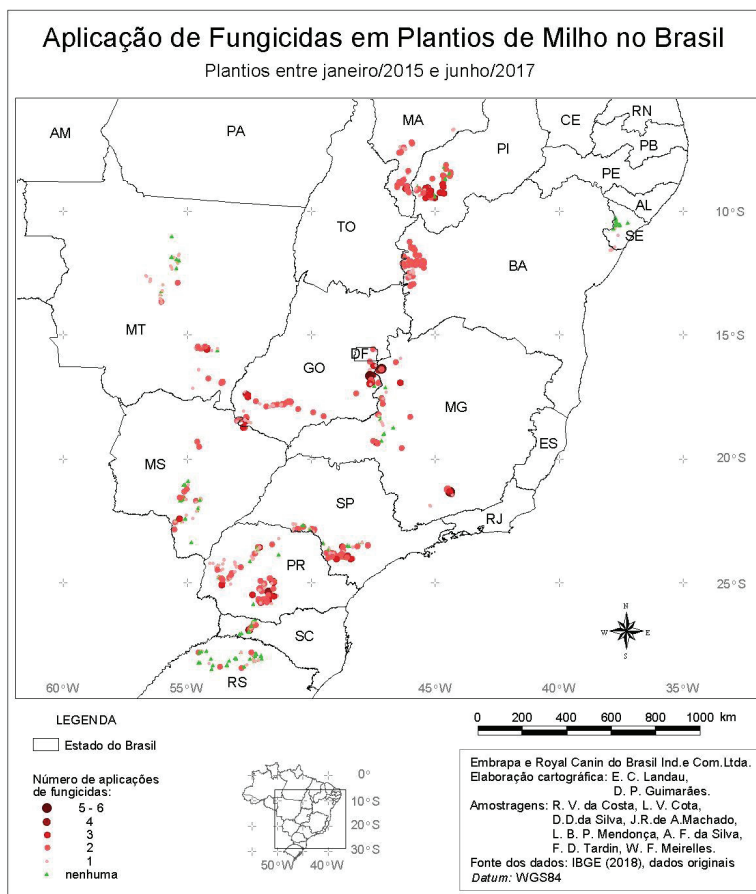 Aplicação de Fungicidas em Plantios de Milho no Brasil
Plantios entre janeiro/2015 e junho/2017
AM
PA
MA
CE
RN
PB
PI
PE
AL
SE
TO
BA
10°S
MT
GO
DF
15°S
MG
ES
MS
20°S
SP
RJ
PR
25°S
SC
RS
N
W
E
S
60°W
55°W
50°W
45°W
40°W
35°W
LEGENDA
Estado do Brasil
Número de aplicações
de fungicidas:
5 - 6
4
3
2
1
nenhuma
0°
10°S
20°S
30°S
50°W
40°W
0 200 400 600 800 1000 km
Embrapa e Royal Canin do Brasil Ind.e Com.Ltda.
Elaboração cartográfica: E. C. Landau,
D. P. Guimarães.
Amostragens: R. V. da Costa, L. V. Cota,
D.D.da Silva, J.R.de A.Machado,
L. B. P. Mendonça, A. F. da Silva,
F. D. Tardin, W. F. Meirelles.
Fonte dos dados: IBGE (2018), dados originais
Datum: WGS84